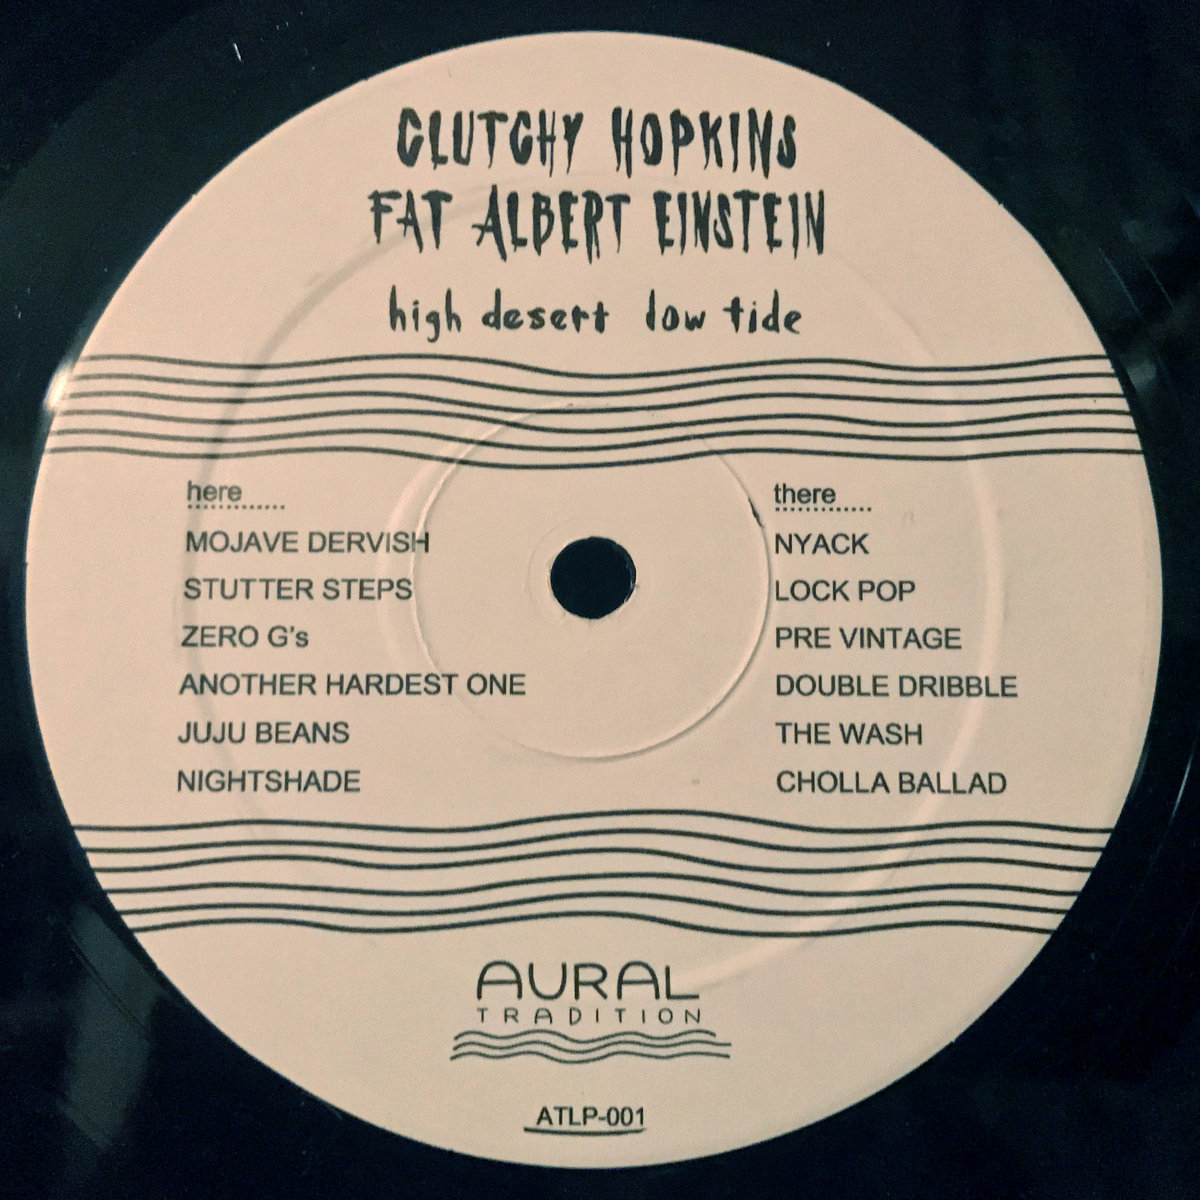 CLUTCHY HOPKINS
FAT ALBERT EINSTEIN
high desert low tide
here
MOJAVE DERVISH
STUTTER STEPS
ZERO G's
ANOTHER HARDEST ONE
JUJU BEANS
NIGHTSHADE
there
NYACK
LOCK POP
PRE VINTAGE
DOUBLE DRIBBLE
THE WASH
CHOLLA BALLAD
AURAL
TRADITION
ATLP-001